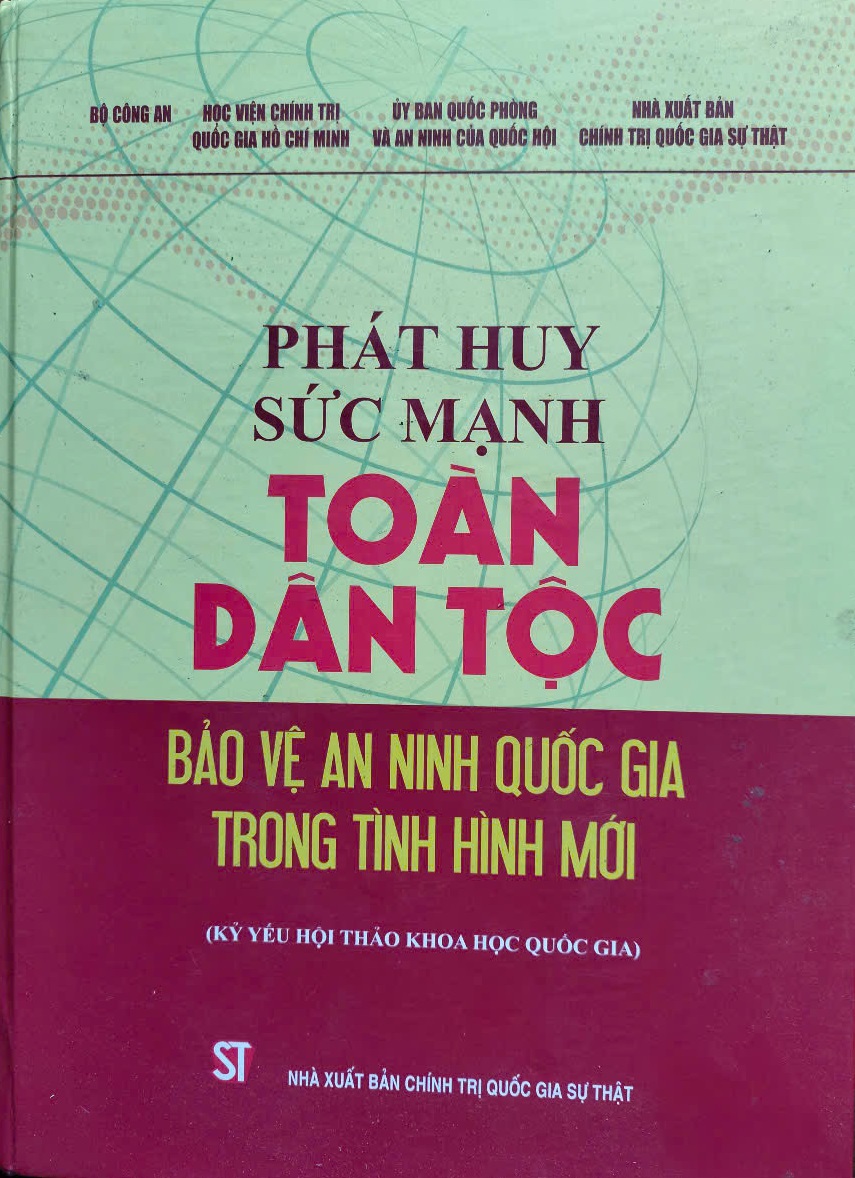 BỘ CÔNG AN
HỌC VIỆN CHÍNH TRỊ
QUỐC GIA HỒ CHÍ MINH
ỦY BAN QUỐC PHÒNG
VÀ AN NINH CỦA QUỐC HỘI
NHÀ XUẤT BẢN
CHÍNH TRỊ QUỐC GIA SỰ THẬT
PHÁT HUY
SỨC MẠNH
TOÀN
DÂN TỘC
BẢO VỆ AN NINH QUỐC GIA
TRONG TÌNH HÌNH MỚI
(KỶ YẾU HỘI THẢO KHOA HỌC QUỐC GIA)
ST
NHÀ XUẤT BẢN CHÍNH TRỊ QUỐC GIA SỰ THẬT